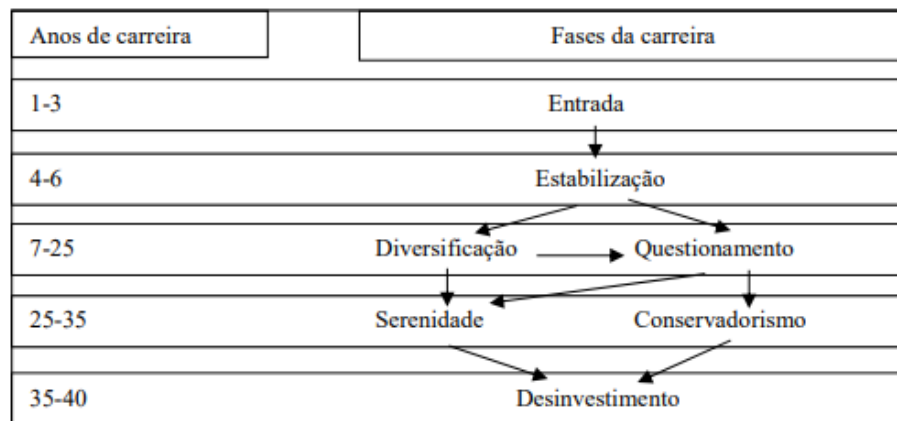 Anos de carreira
Fases da carreira
1-3
Entrada
4-6
Estabilização
7-25
Diversificação
Questionamento
25-35
Serenidade
Conservadorismo
35-40
Desinvestimento